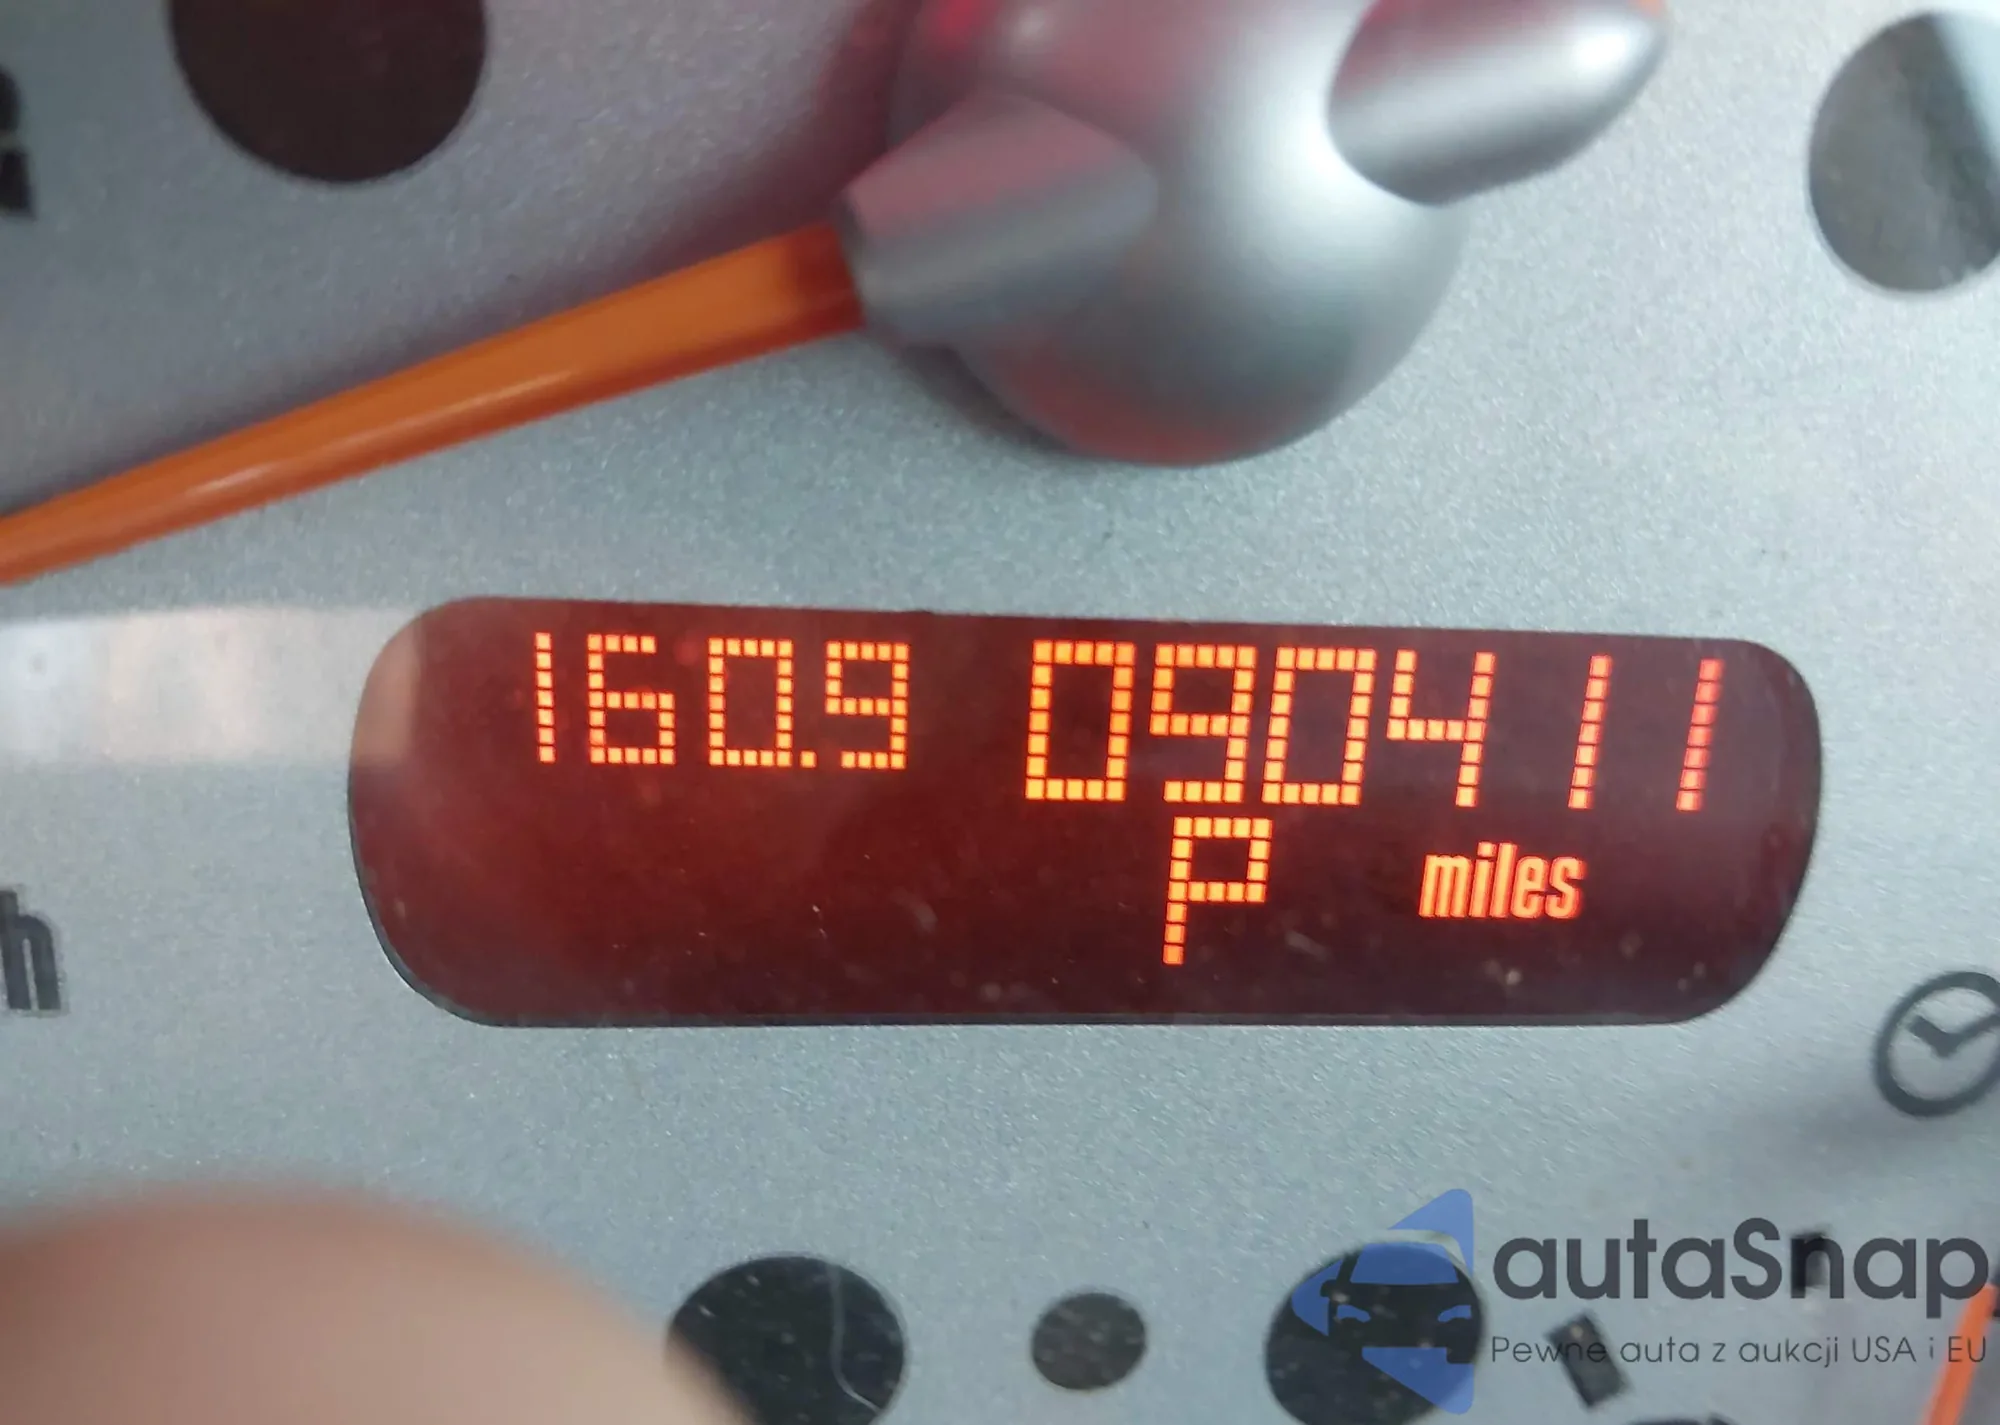 160.9 090411
P miles
h
autaSnap
Pewne auta z aukcji USA i EU